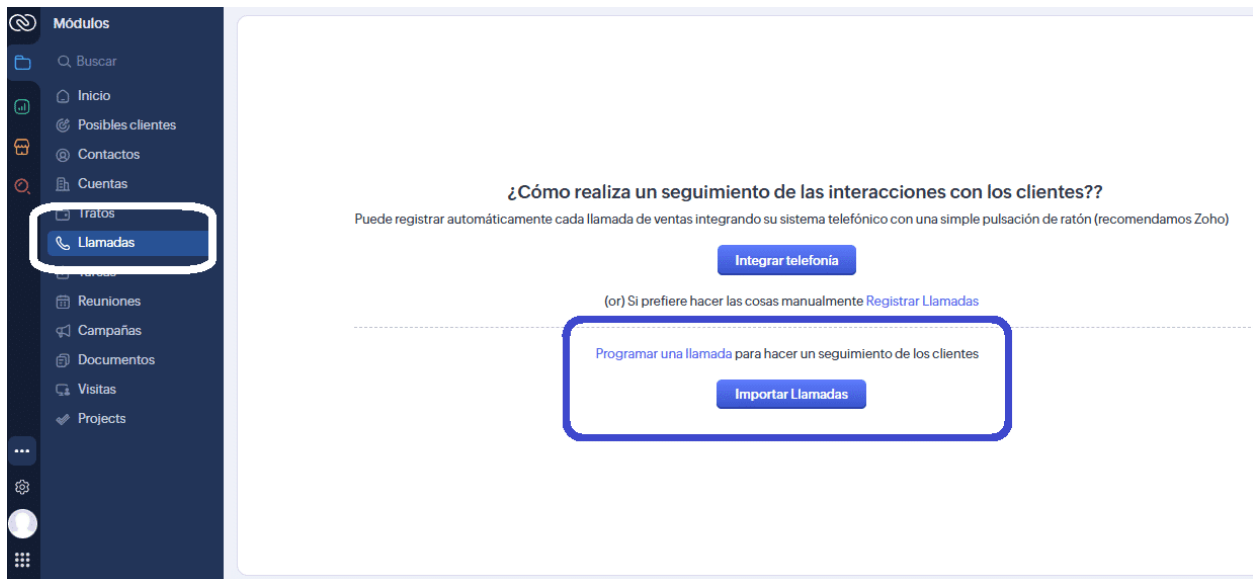 Módulos
Buscar
Inicio
Posibles clientes
Contactos
Cuentas
Tratos
Llamadas
Tareas
Reuniones
Campañas
Documentos
Visitas
Projects
¿Cómo realiza un seguimiento de las interacciones con los clientes??
Puede registrar automáticamente cada llamada de ventas integrando su sistema telefónico con una simple pulsación de ratón (recomendamos Zoho)
Integrar telefonía
(or) Si prefiere hacer las cosas manualmente Registrar Llamadas
Programar una llamada para hacer un seguimiento de los clientes
Importar Llamadas